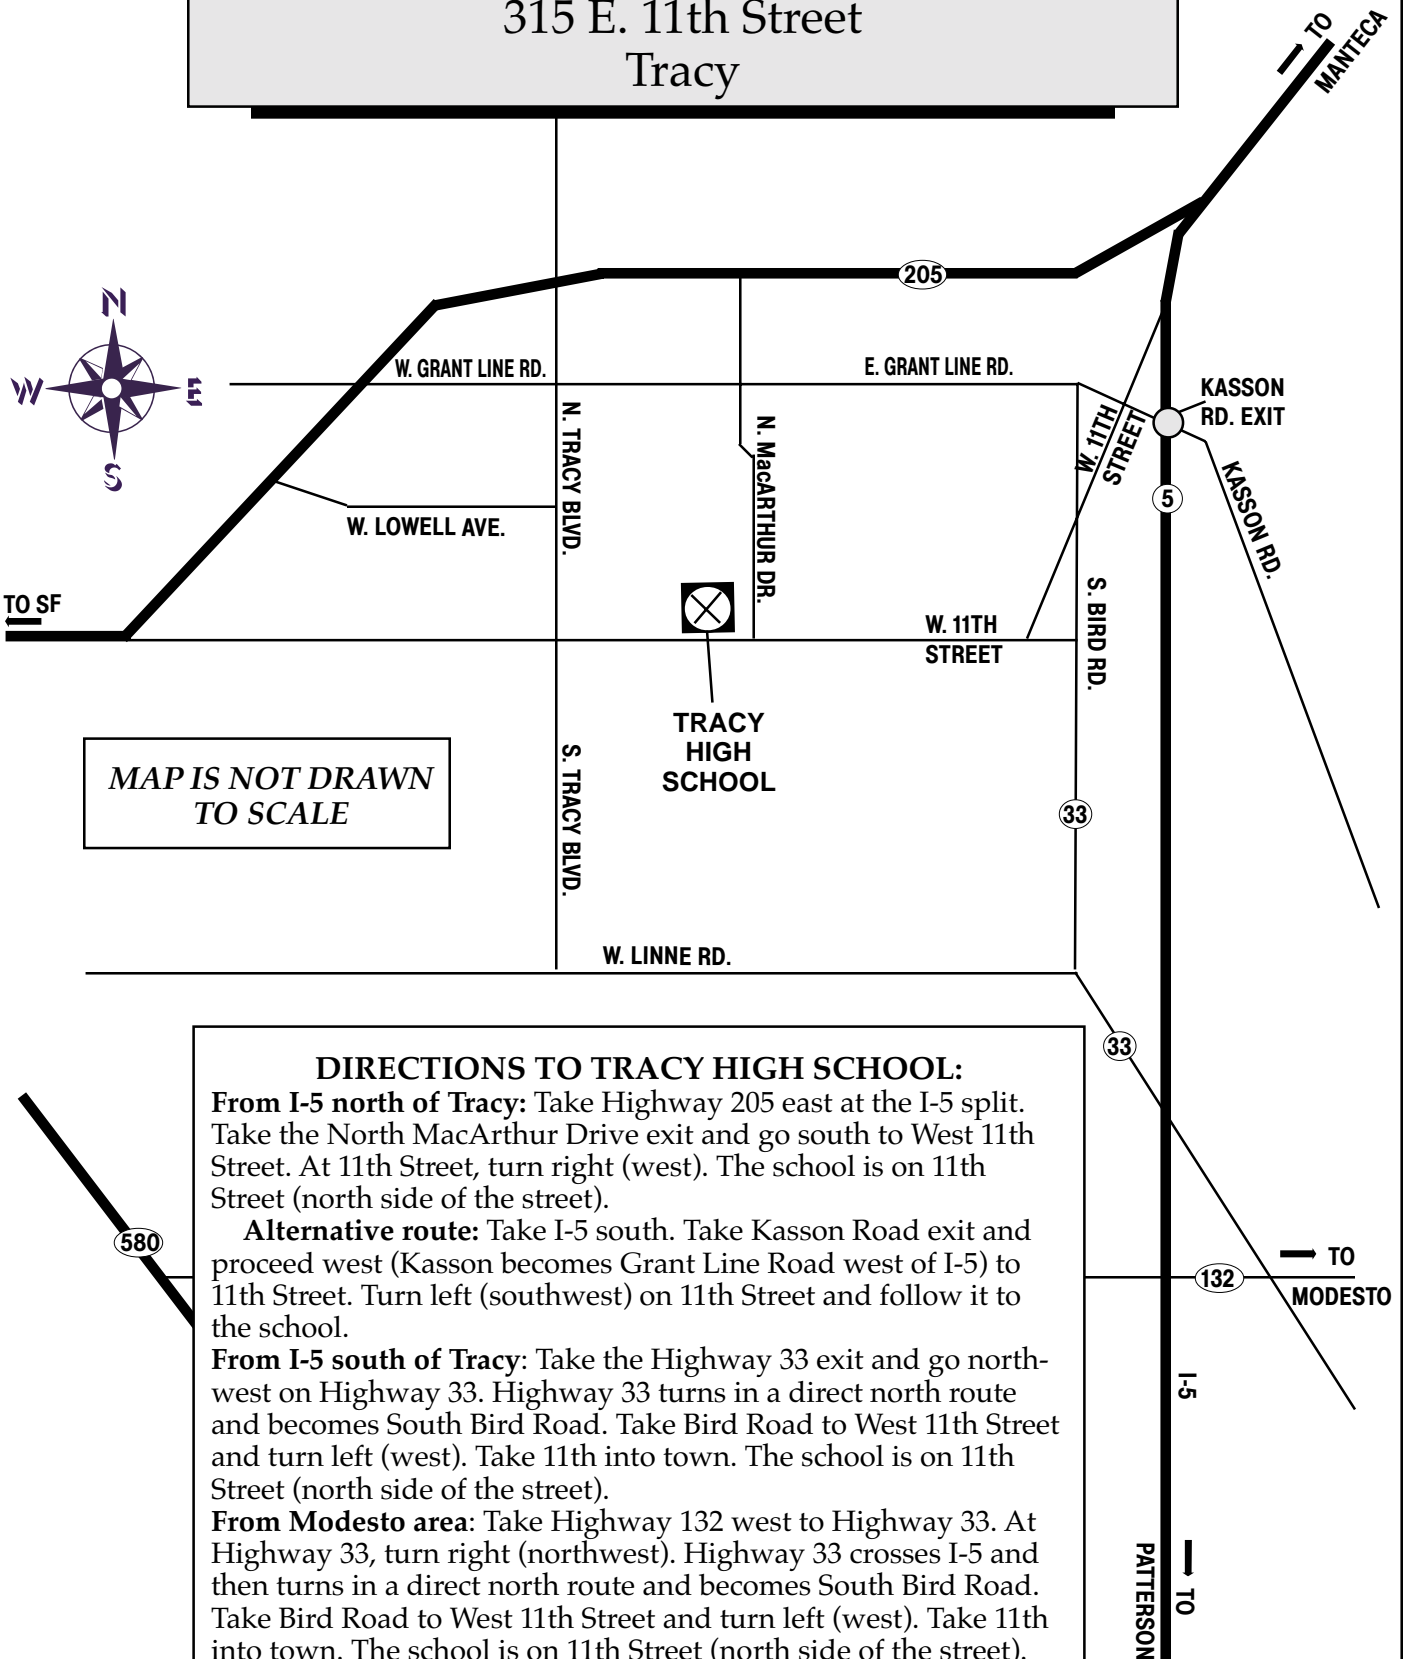 315 E. 11th Street
Tracy
TO
MANTECA
205
N
W
E
S
W. GRANT LINE RD.
E. GRANT LINE RD.
KASSON
RD. EXIT
N. TRACY BLVD.
N. MacARTHUR DR.
W. 11TH
STREET
5
KASSON RD.
W. LOWELL AVE.
TO SF
W. 11TH
STREET
S. BIRD RD.
TRACY
HIGH
SCHOOL
MAP IS NOT DRAWN
TO SCALE
S. TRACY BLVD.
33
W. LINNE RD.
33
580
132
TO
MODESTO
I-5
TO
PATTERSON
DIRECTIONS TO TRACY HIGH SCHOOL:
From I-5 north of Tracy: Take Highway 205 east at the I-5 split.
Take the North MacArthur Drive exit and go south to West 11th
Street. At 11th Street, turn right (west). The school is on 11th
Street (north side of the street).
Alternative route: Take I-5 south. Take Kasson Road exit and
proceed west (Kasson becomes Grant Line Road west of I-5) to
11th Street. Turn left (southwest) on 11th Street and follow it to
the school.
From I-5 south of Tracy: Take the Highway 33 exit and go north-
west on Highway 33. Highway 33 turns in a direct north route
and becomes South Bird Road. Take Bird Road to West 11th Street
and turn left (west). Take 11th into town. The school is on 11th
Street (north side of the street).
From Modesto area: Take Highway 132 west to Highway 33. At
Highway 33, turn right (northwest). Highway 33 crosses I-5 and
then turns in a direct north route and becomes South Bird Road.
Take Bird Road to West 11th Street and turn left (west). Take 11th
into town. The school is on 11th Street (north side of the street).